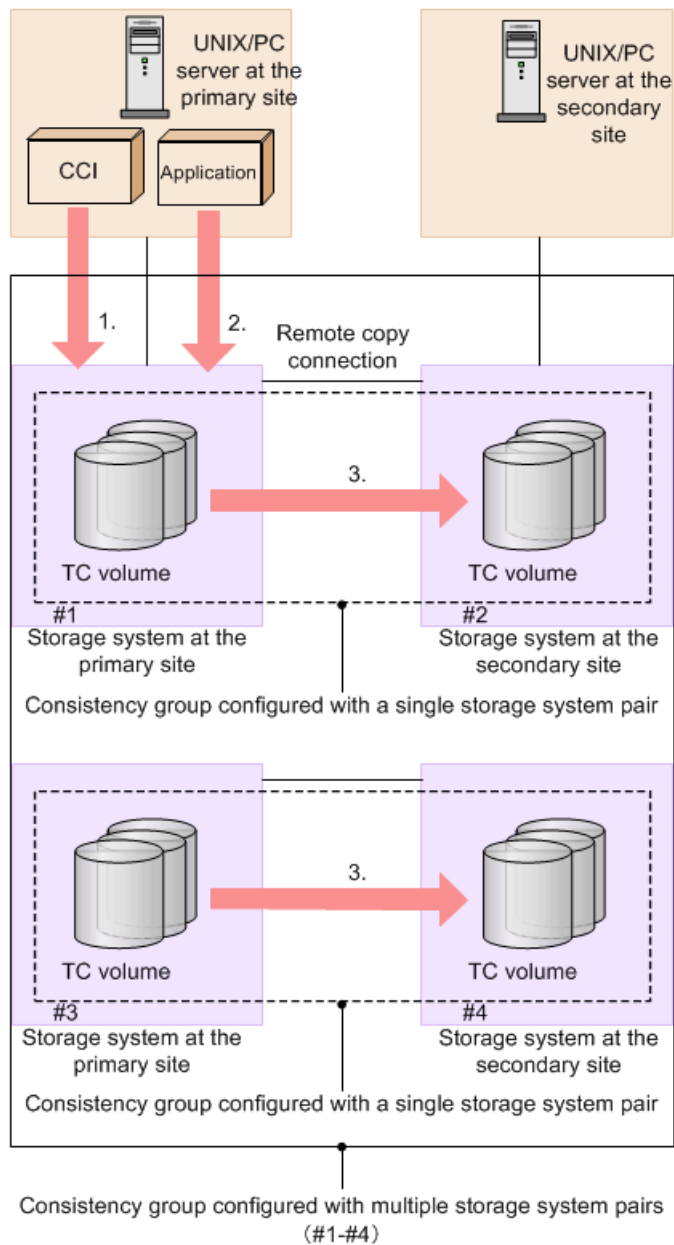 UNIX/PC
server at the
primary site
UNIX/PC
server at the
secondary
site
CCI
Application
1.
2.
Remote copy
connection
3.
TC volume
TC volume
#1
#2
Storage system at the
primary site
Storage system at the
secondary site
Consistency group configured with a single storage system pair
3.
TC volume
TC volume
#3
#4
Storage system at the
primary site
Storage system at the
secondary site
Consistency group configured with a single storage system pair
Consistency group configured with multiple storage system pairs
(#1-#4)